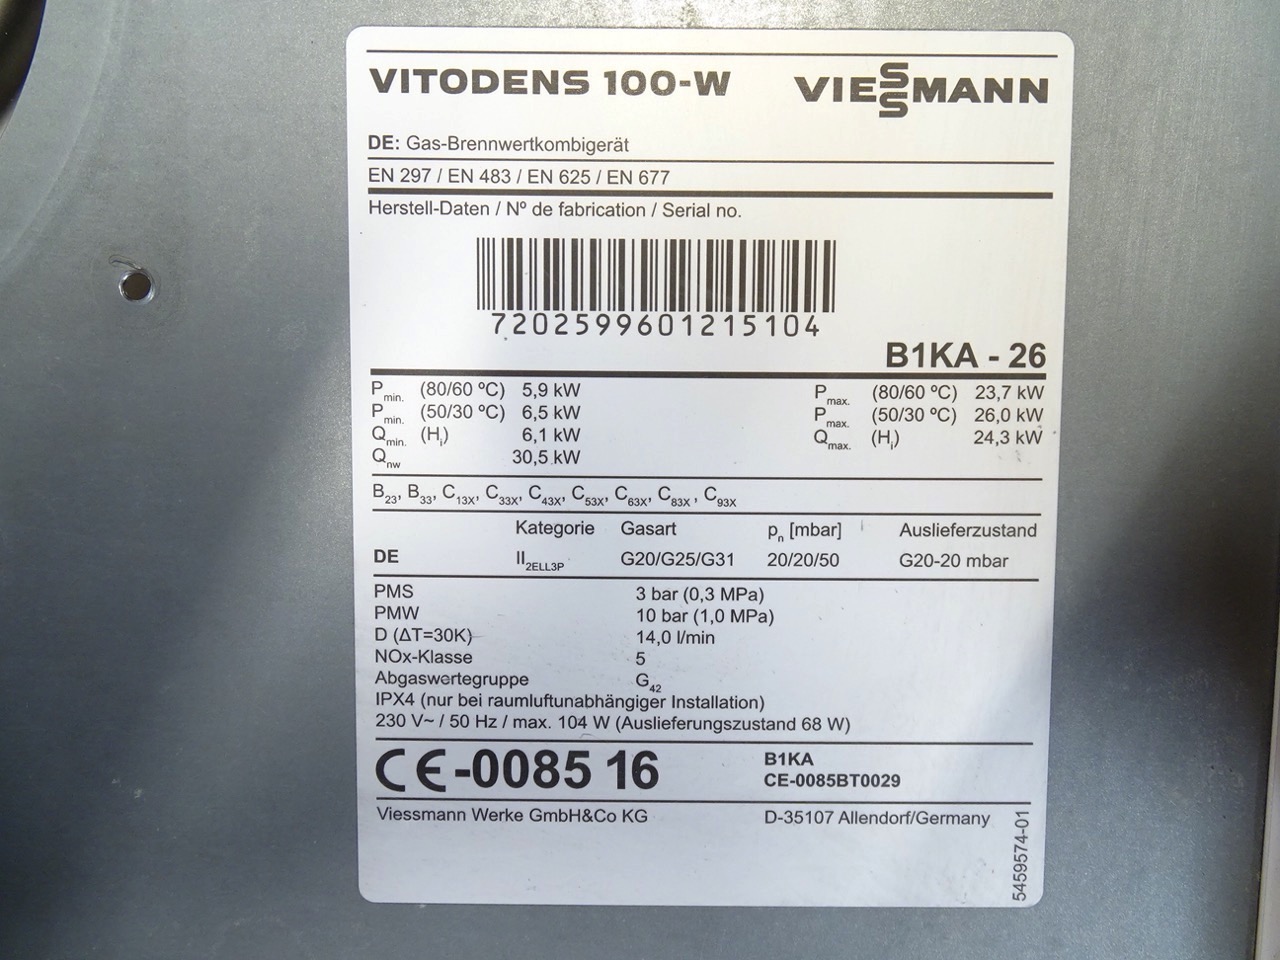 VITODENS 100-W VIESSMANN
DE: Gas-Brennwertkombigerät
EN 297 / EN 483 / EN 625 / EN 677
Herstell-Daten / Nº de fabrication / Serial no.
7202599601215104
B1KA - 26
Pmin. (80/60 ºC) 5,9 kW Pmax. (80/60 ºC) 23,7 kW
Pmin. (50/30 ºC) 6,5 kW Pmax. (50/30 ºC) 26,0 kW
Qmin. (Hi) 6,1 kW Qmax. (Hi) 24,3 kW
Qnw 30,5 kW
B23, B33, C13X, C33X, C43X, C53X, C63X, C83X, C93X
Kategorie Gasart pn [mbar] Auslieferzustand
DE II2ELL3P G20/G25/G31 20/20/50 G20-20 mbar
PMS 3 bar (0,3 MPa)
PMW 10 bar (1,0 MPa)
D (ΔT=30K) 14,0 l/min
NOx-Klasse 5
Abgaswertegruppe G42
IPX4 (nur bei raumluftunabhängiger Installation)
230 V~ / 50 Hz / max. 104 W (Auslieferungszustand 68 W)
CE-0085 16 B1KA
CE-0085BT0029
Viessmann Werke GmbH&Co KG D-35107 Allendorf/Germany
5459574-01